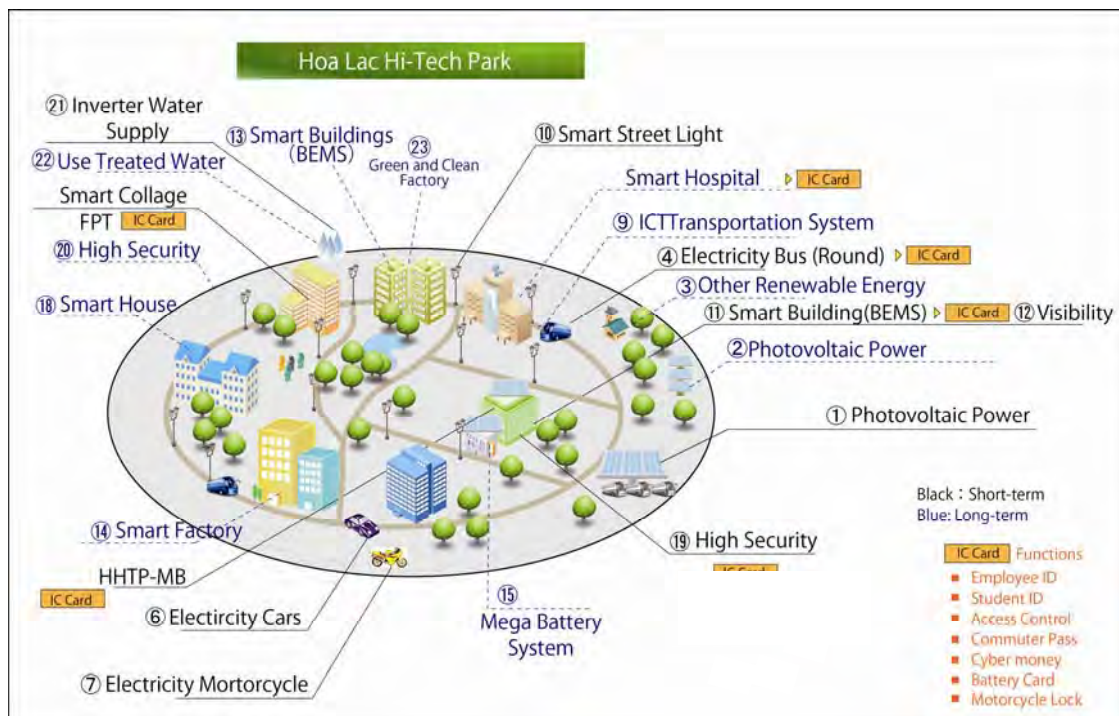 Hoa Lac Hi-Tech Park
㉑ Inverter Water
Supply
㉒ Use Treated Water
Smart Collage
FPT IC Card
⑳ High Security
⑱ Smart House
⑬ Smart Buildings
(BEMS)
㉓
Green and Clean
Factory
⑩ Smart Street Light
Smart Hospital IC Card
⑨ ICTTransportation System
④ Electricity Bus (Round) IC Card
③ Other Renewable Energy
⑪ Smart Building(BEMS) IC Card ⑫ Visibility
② Photovoltaic Power
① Photovoltaic Power
⑭ Smart Factory
HHTP-MB
IC Card
⑥ Electircity Cars
⑦ Electricity Mortorcycle
⑮
Mega Battery
System
⑲ High Security
IC Card
Black : Short-term
Blue: Long-term
IC Card Functions
Employee ID
Student ID
Access Control
Commuter Pass
Cyber money
Battery Card
Motorcycle Lock